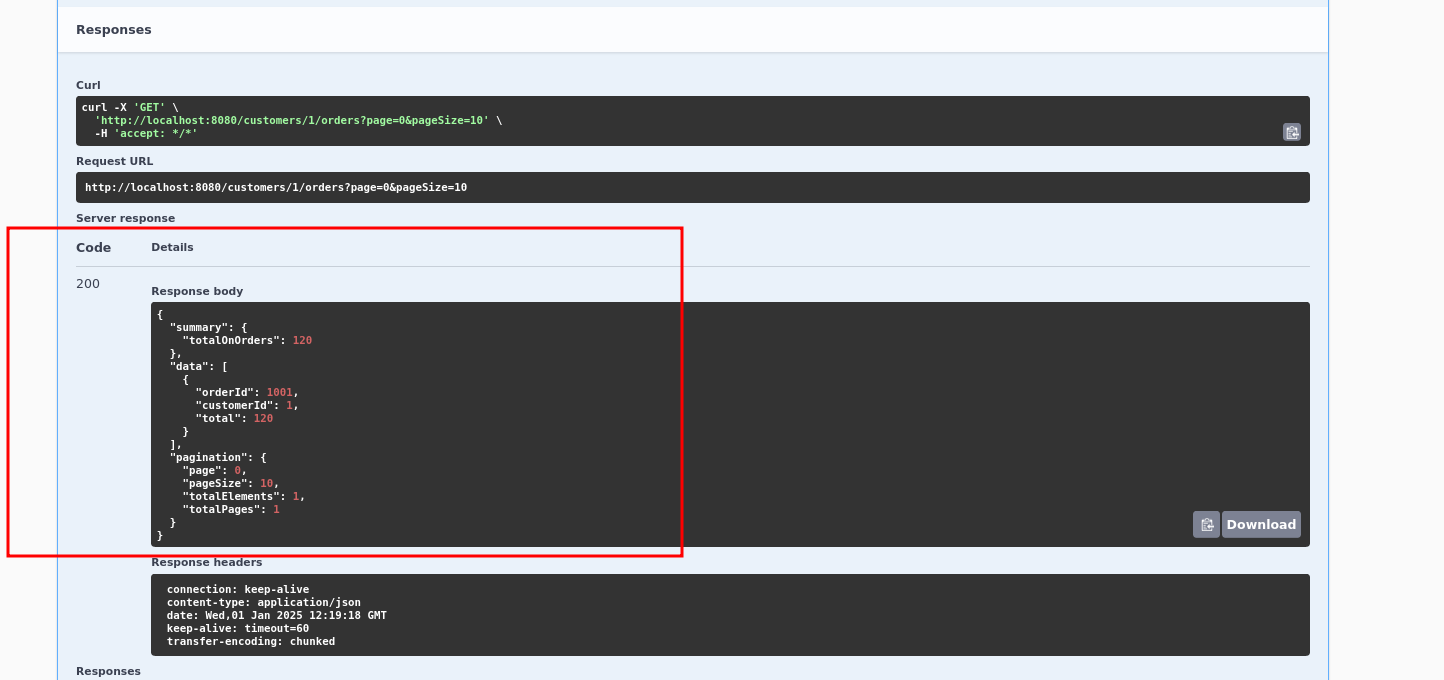 Responses
Curl
curl -X 'GET' \
  'http://localhost:8080/customers/1/orders?page=0&pageSize=10' \
  -H 'accept: */*'
Request URL
http://localhost:8080/customers/1/orders?page=0&pageSize=10
Server response
Code Details
200
Response body
{
  "summary": {
    "totalOnOrders": 120
  },
  "data": [
    {
      "orderId": 1001,
      "customerId": 1,
      "total": 120
    }
  ],
  "pagination": {
    "page": 0,
    "pageSize": 10,
    "totalElements": 1,
    "totalPages": 1
  }
}
Download
Response headers
connection: keep-alive
content-type: application/json
date: Wed,01 Jan 2025 12:19:18 GMT
keep-alive: timeout=60
transfer-encoding: chunked
Responses